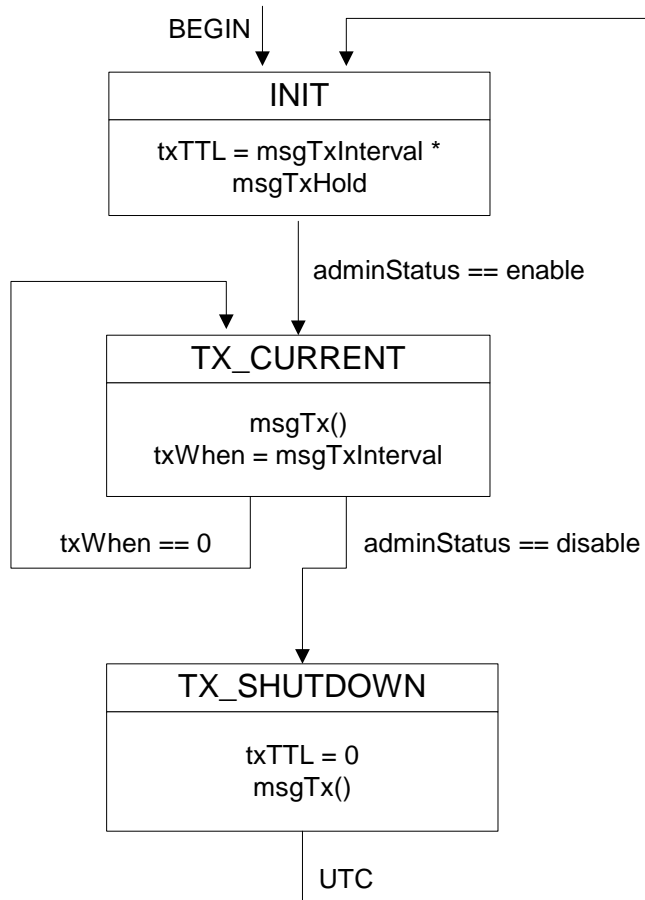 BEGIN
INIT
txTTL = msgTxInterval *
msgTxHold
adminStatus == enable
TX_CURRENT
msgTx()
txWhen = msgTxInterval
txWhen == 0
adminStatus == disable
TX_SHUTDOWN
txTTL = 0
msgTx()
UTC